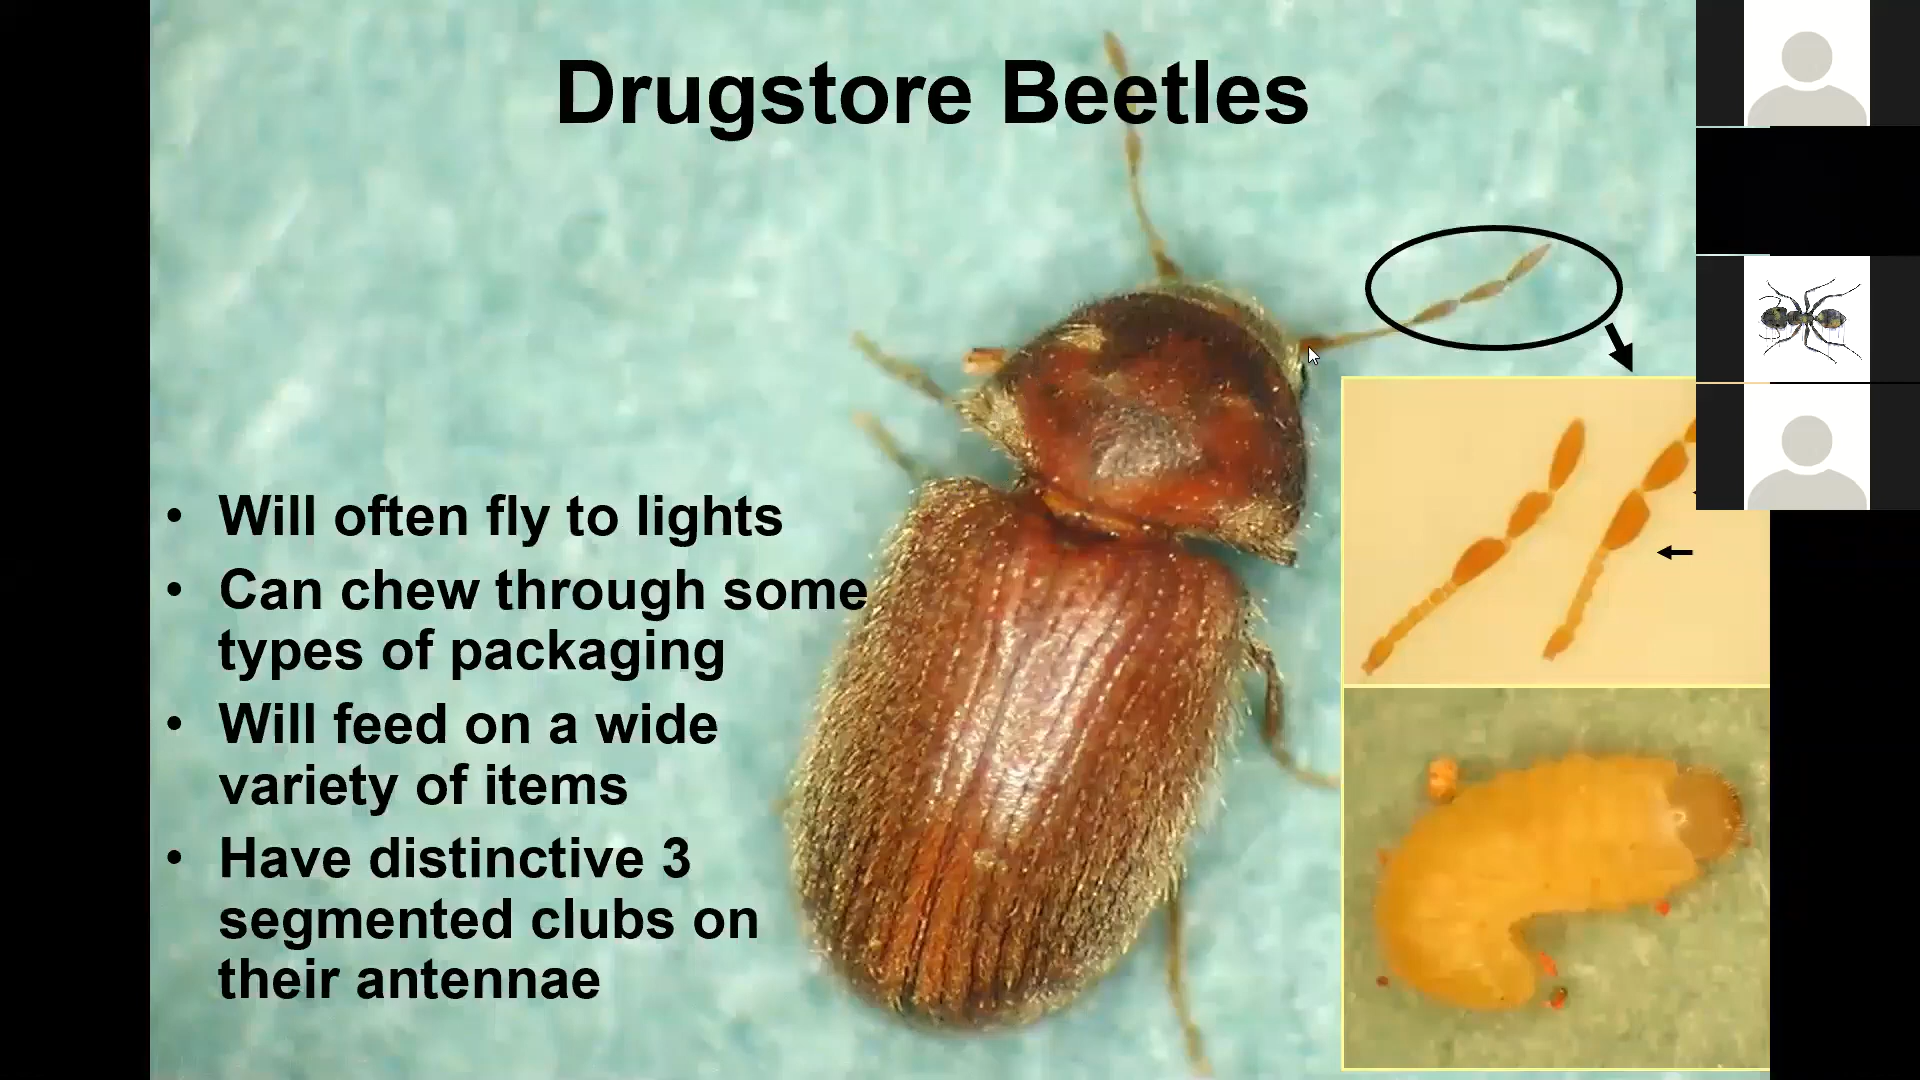 Drugstore Beetles
• Will often fly to lights
• Can chew through some
types of packaging
• Will feed on a wide
variety of items
• Have distinctive 3
segmented clubs on
their antennae